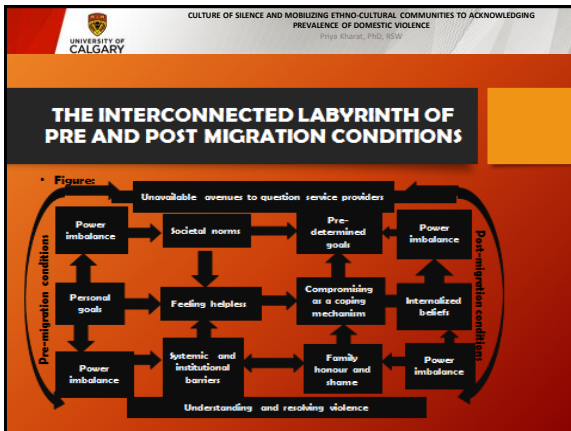 CULTURE OF SILENCE AND MOBILIZING ETHNO-CULTURAL COMMUNITIES TO ACKNOWLEDGING
PREVALENCE OF DOMESTIC VIOLENCE
Priya Kharat, PhD, RSW
UNIVERSITY OF
CALGARY
THE INTERCONNECTED LABYRINTH OF
PRE AND POST MIGRATION CONDITIONS
• Figure:
Unavailable avenues to question service providers
Pre-migration conditions
Power
imbalance
Societal norms
Pre-
determined
goals
Power
imbalance
Post-migration conditions
Personal
goals
Feeling helpless
Compromising
as a coping
mechanism
Internalized
beliefs
Power
imbalance
Systemic and
institutional
barriers
Family
honour and
shame
Power
imbalance
Understanding and resolving violence